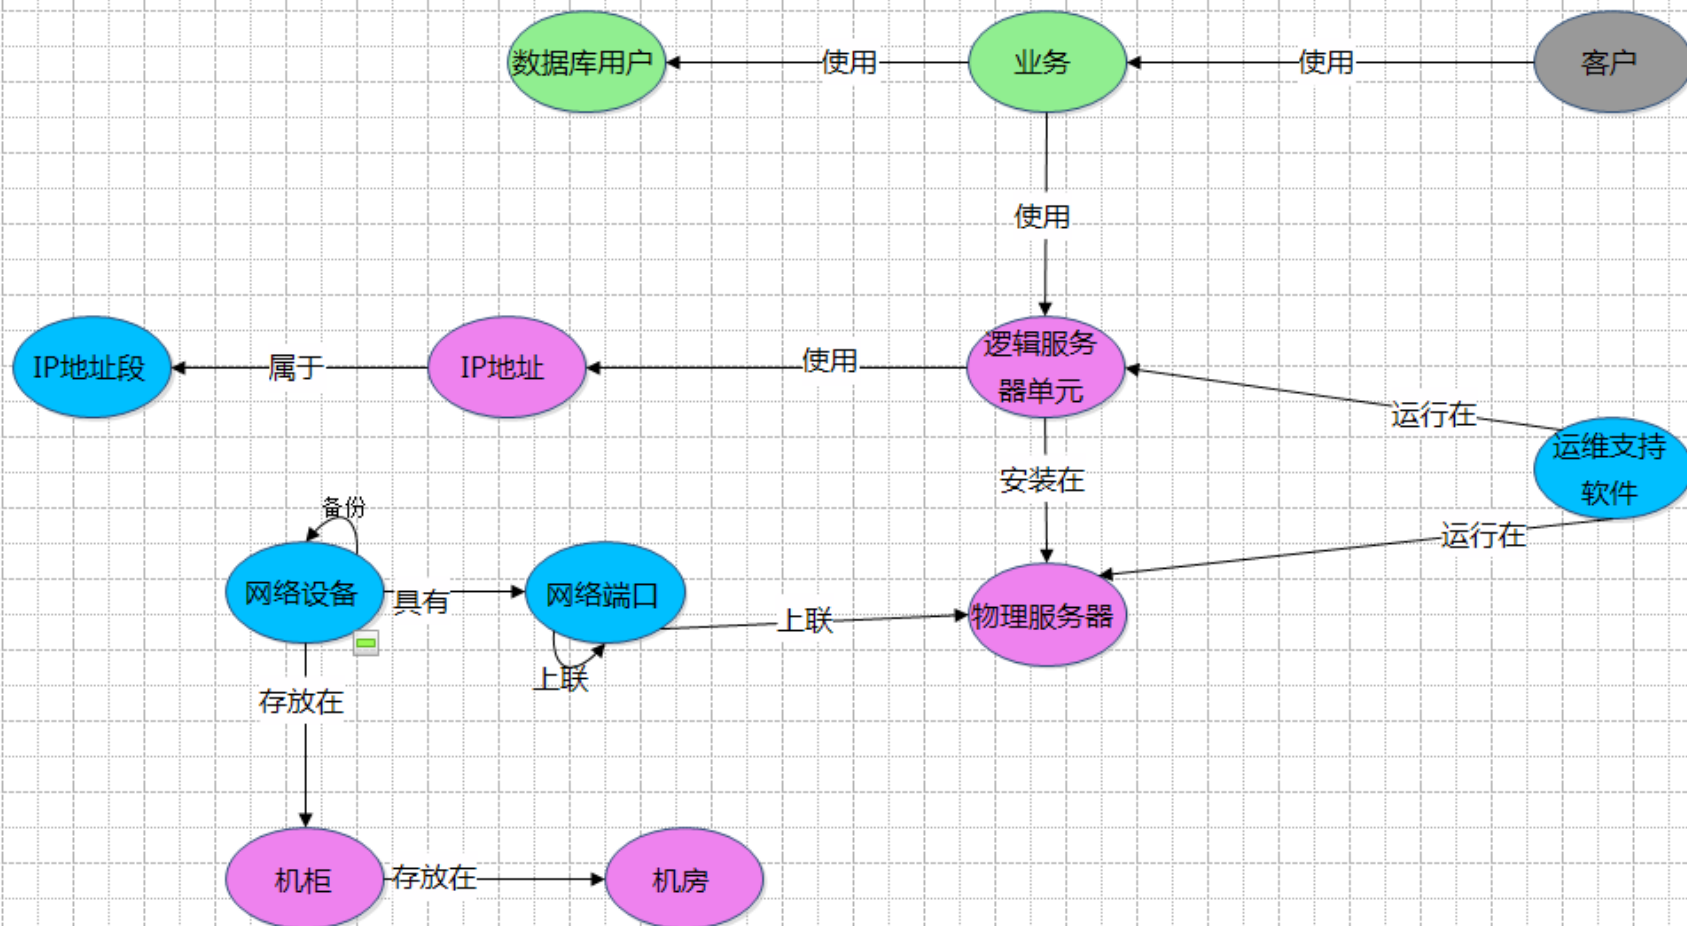 数据库用户
使用
业务
使用
客户
使用
IP地址段
属于
IP地址
使用
逻辑服务
器单元
运行在
运维支持
软件
安装在
备份
运行在
网络设备
具有
网络端口
上联
物理服务器
上联
存放在
机柜
存放在
机房